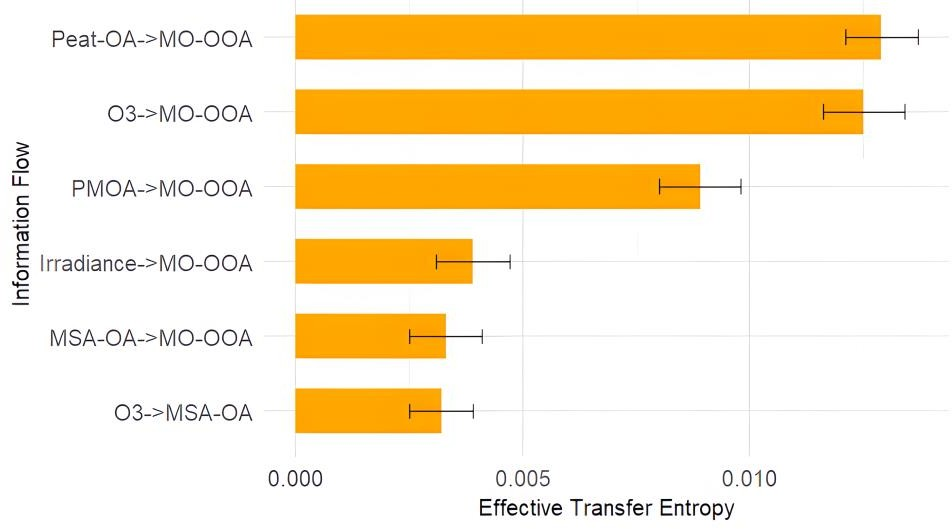 Peat-OA->MO-OOA
O3->MO-OOA
PMOA->MO-OOA
Irradiance->MO-OOA
MSA-OA->MO-OOA
O3->MSA-OA
Information Flow
0.000 0.005 0.010
Effective Transfer Entropy